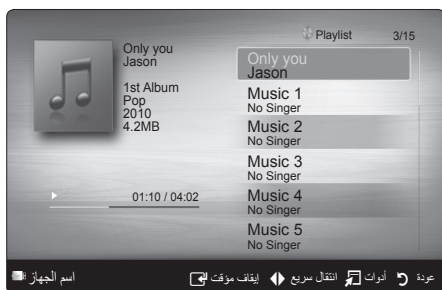 Playlist 3/15
Only you
Jason
1st Album
Pop
2010
4.2MB
01:10 / 04:02
Only you
Jason
Music 1
No Singer
Music 2
No Singer
Music 3
No Singer
Music 4
No Singer
Music 5
No Singer
عودة أدوات انتقال سريع إيقاف مؤقت اسم الجهاز